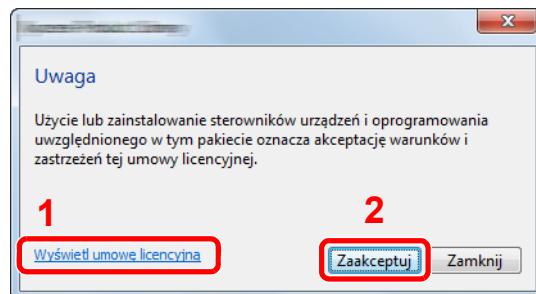 Uwaga
Użycie lub zainstalowanie sterowników urządzeń i oprogramowania
uwzględnionego w tym pakiecie oznacza akceptację warunków i
zastrzeżeń tej umowy licencyjnej.
1
2
Wyświetl umowę licencyjna
Zaakceptuj
Zamknij